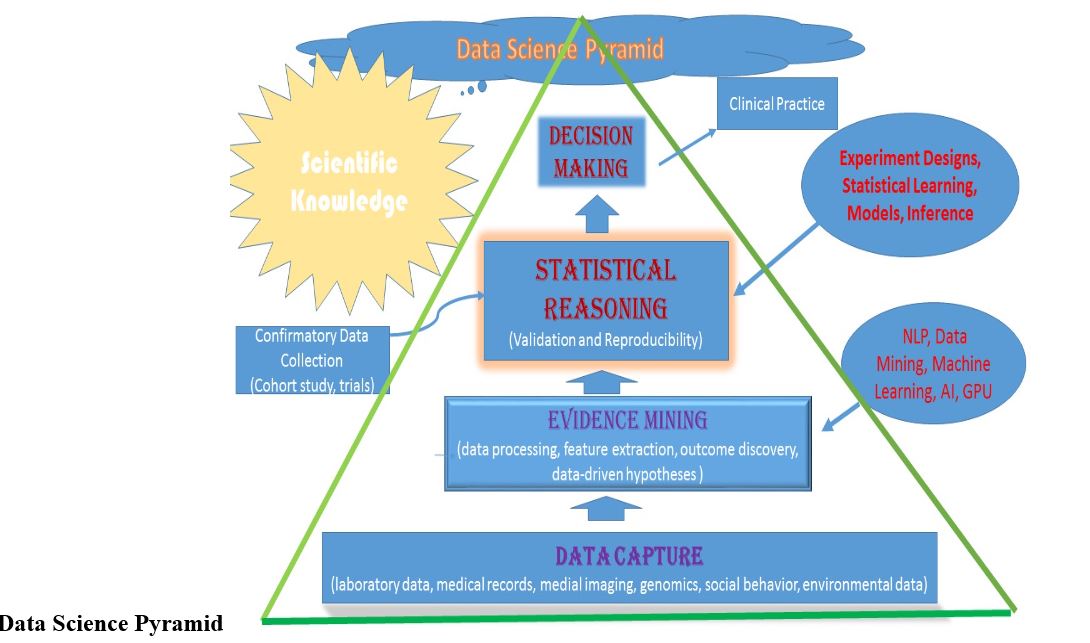 Data Science Pyramid
Clinical Practice
DECISION
MAKING
Scientific
Knowledge
Experiment Designs,
Statistical Learning,
Models, Inference
STATISTICAL
REASONING
(Validation and Reproducibility)
Confirmatory Data
Collection
(Cohort study, trials)
NLP, Data
Mining, Machine
Learning, AI, GPU
EVIDENCE MINING
(data processing, feature extraction, outcome discovery,
data-driven hypotheses )
DATA CAPTURE
(laboratory data, medical records, medial imaging, genomics, social behavior, environmental data)
Data Science Pyramid